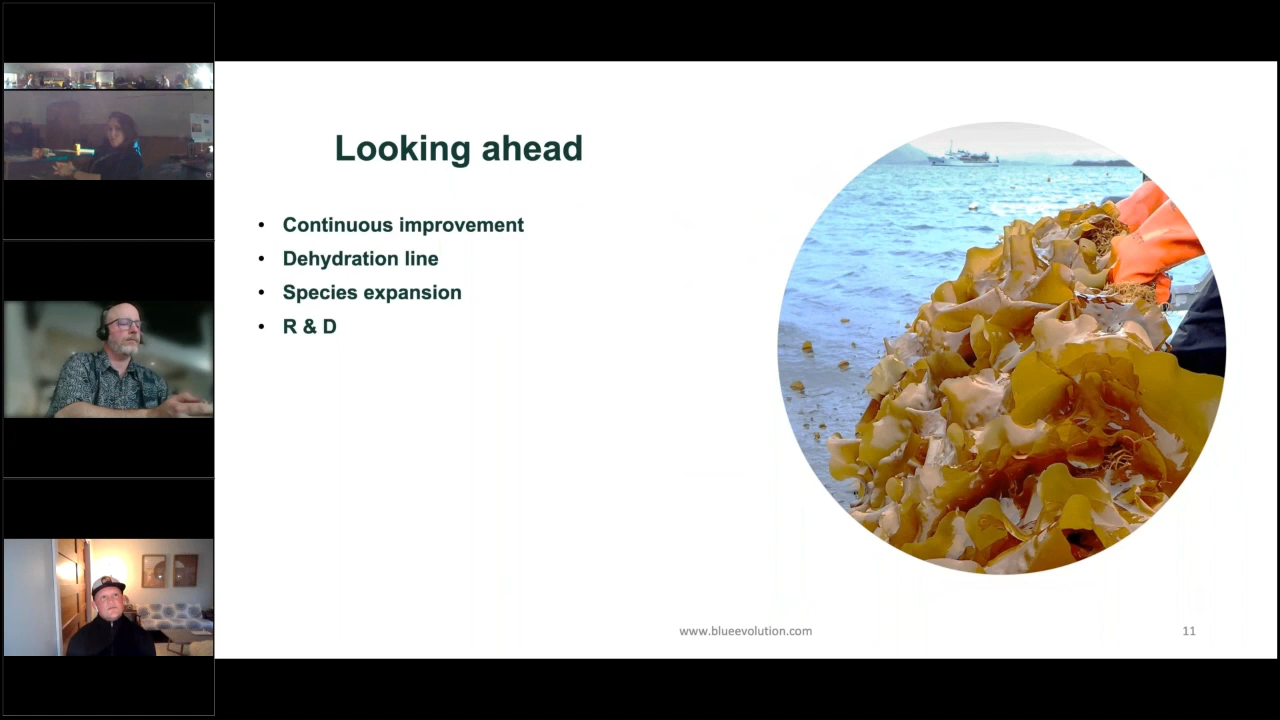 Looking ahead
• Continuous improvement
• Dehydration line
• Species expansion
• R & D
www.blueevolution.com
11